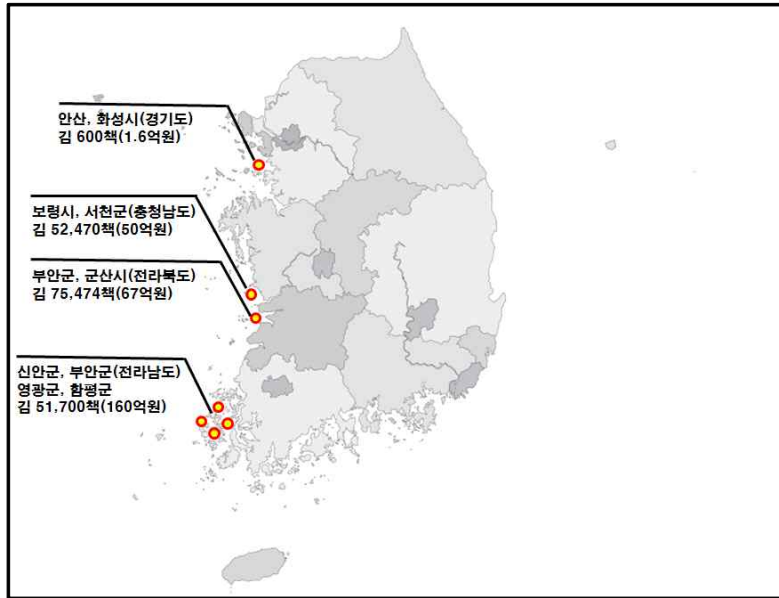 안산, 화성시(경기도)
김 600책(1.6억원)
보령시, 서천군(충청남도)
김 52,470책(50억원)
부안군, 군산시(전라북도)
김 75,474책(67억원)
신안군, 부안군(전라남도)
영광군, 함평군
김 51,700책(160억원)